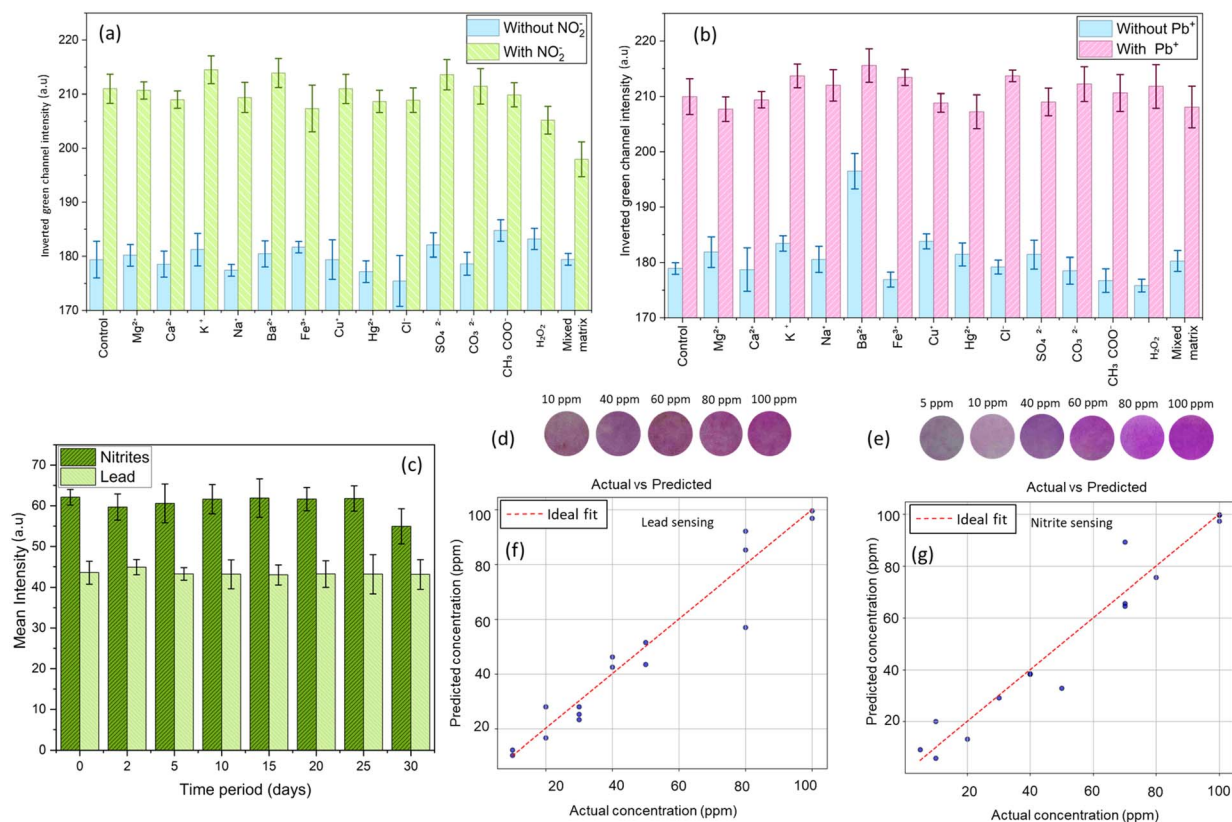 (a)
Without NO₂⁻
With NO₂⁻
Inverted green channel intensity (a.u)
220
210
200
190
180
170
Control
Mg²⁺
Ca²⁺
K⁺
Na⁺
Ba²⁺
Fe³⁺
Cu⁺
Hg²⁺
Cl⁻
SO₄ ²⁻
CO₃ ²⁻
CH₃ COO⁻
H₂O₂
Mixed
matrix
(b)
Without Pb⁺
With Pb⁺
Inverted green channel intensity (a.u)
220
210
200
190
180
170
Control
Mg²⁺
Ca²⁺
K⁺
Na⁺
Ba²⁺
Fe³⁺
Cu⁺
Hg²⁺
Cl⁻
SO₄ ²⁻
CO₃ ²⁻
CH₃ COO⁻
H₂O₂
Mixed
matrix
(c)
Nitrites
Lead
Mean Intensity (a.u)
70
60
50
40
30
20
10
0
0 2 5 10 15 20 25 30
Time period (days)
(d)
10 ppm 40 ppm 60 ppm 80 ppm 100 ppm
(e)
5 ppm 10 ppm 40 ppm 60 ppm 80 ppm 100 ppm
Actual vs Predicted
Ideal fit
Lead sensing
(f)
Predicted concentration (ppm)
100
80
60
40
20
20 40 60 80 100
Actual concentration (ppm)
Actual vs Predicted
Ideal fit
Nitrite sensing
(g)
Predicted concentration (ppm)
100
80
60
40
20
20 40 60 80 100
Actual concentration (ppm)